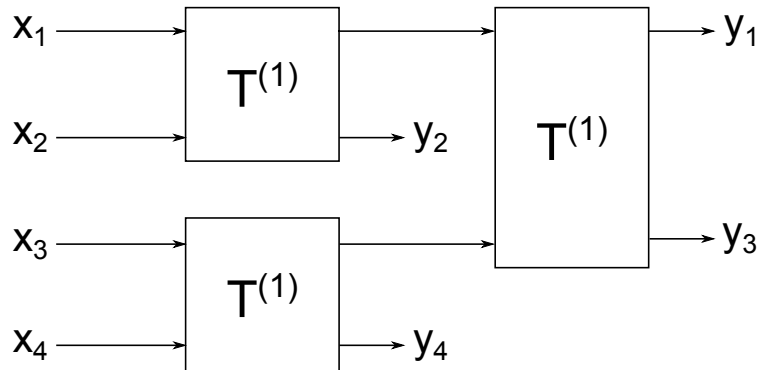 x₁ T⁽¹⁾ y₁
x₂ y₂ T⁽¹⁾
x₃ T⁽¹⁾ y₃
x₄ y₄